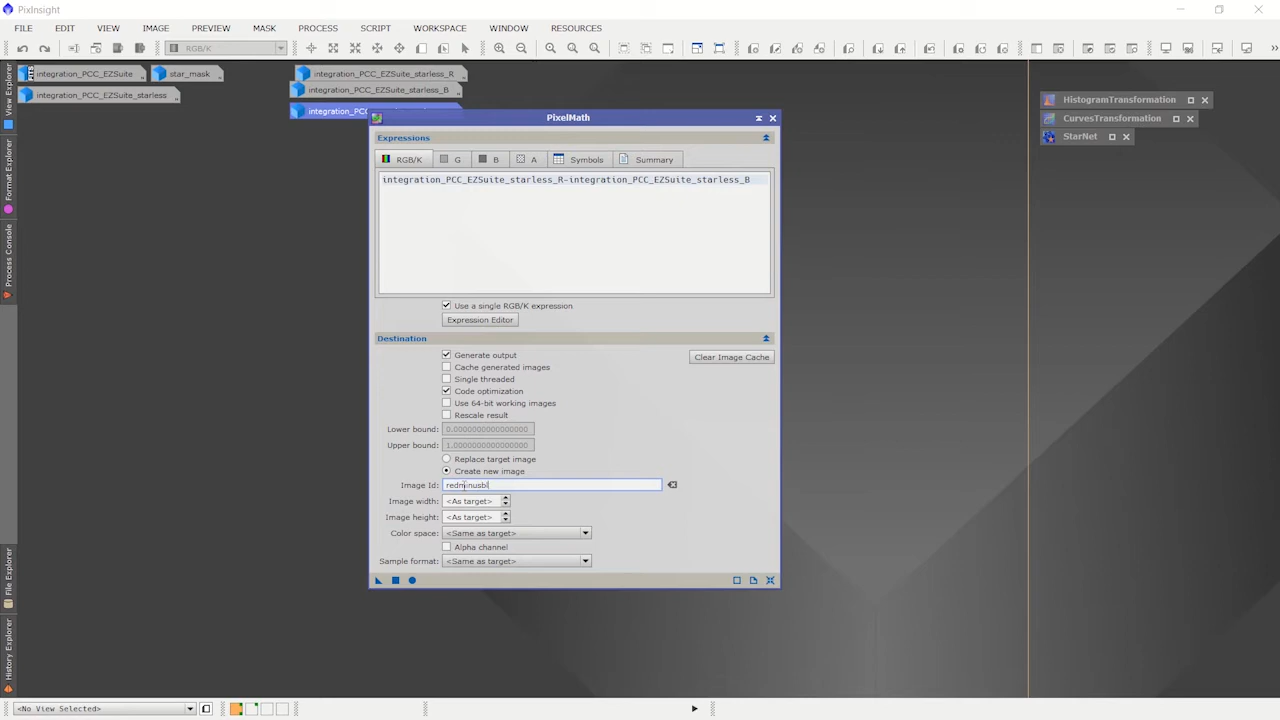 PixInsight
FILE EDIT VIEW IMAGE PREVIEW MASK PROCESS SCRIPT WORKSPACE WINDOW RESOURCES
RGB/K
integration_PCC_EZSuite
star_mask
integration_PCC_EZSuite_starless_R
integration_PCC_EZSuite_starless_B
integration_PCC_EZSuite_starless
integration_PC
View Explorer
Format Explorer
Process Console
File Explorer
History Explorer
HistogramTransformation
CurvesTransformation
StarNet
PixelMath
Expressions
RGB/K G B A Symbols Summary
integration_PCC_EZSuite_starless_R-integration_PCC_EZSuite_starless_B
Use a single RGB/K expression
Expression Editor
Destination
Generate output
Clear Image Cache
Cache generated images
Single threaded
Code optimization
Use 64-bit working images
Rescale result
Lower bound: 0.0000000000000000
Upper bound: 1.0000000000000000
Replace target image
Create new image
Image Id: redminusbl
Image width: <As target>
Image height: <As target>
Color space: <Same as target>
Alpha channel
Sample format: <Same as target>
<No View Selected>